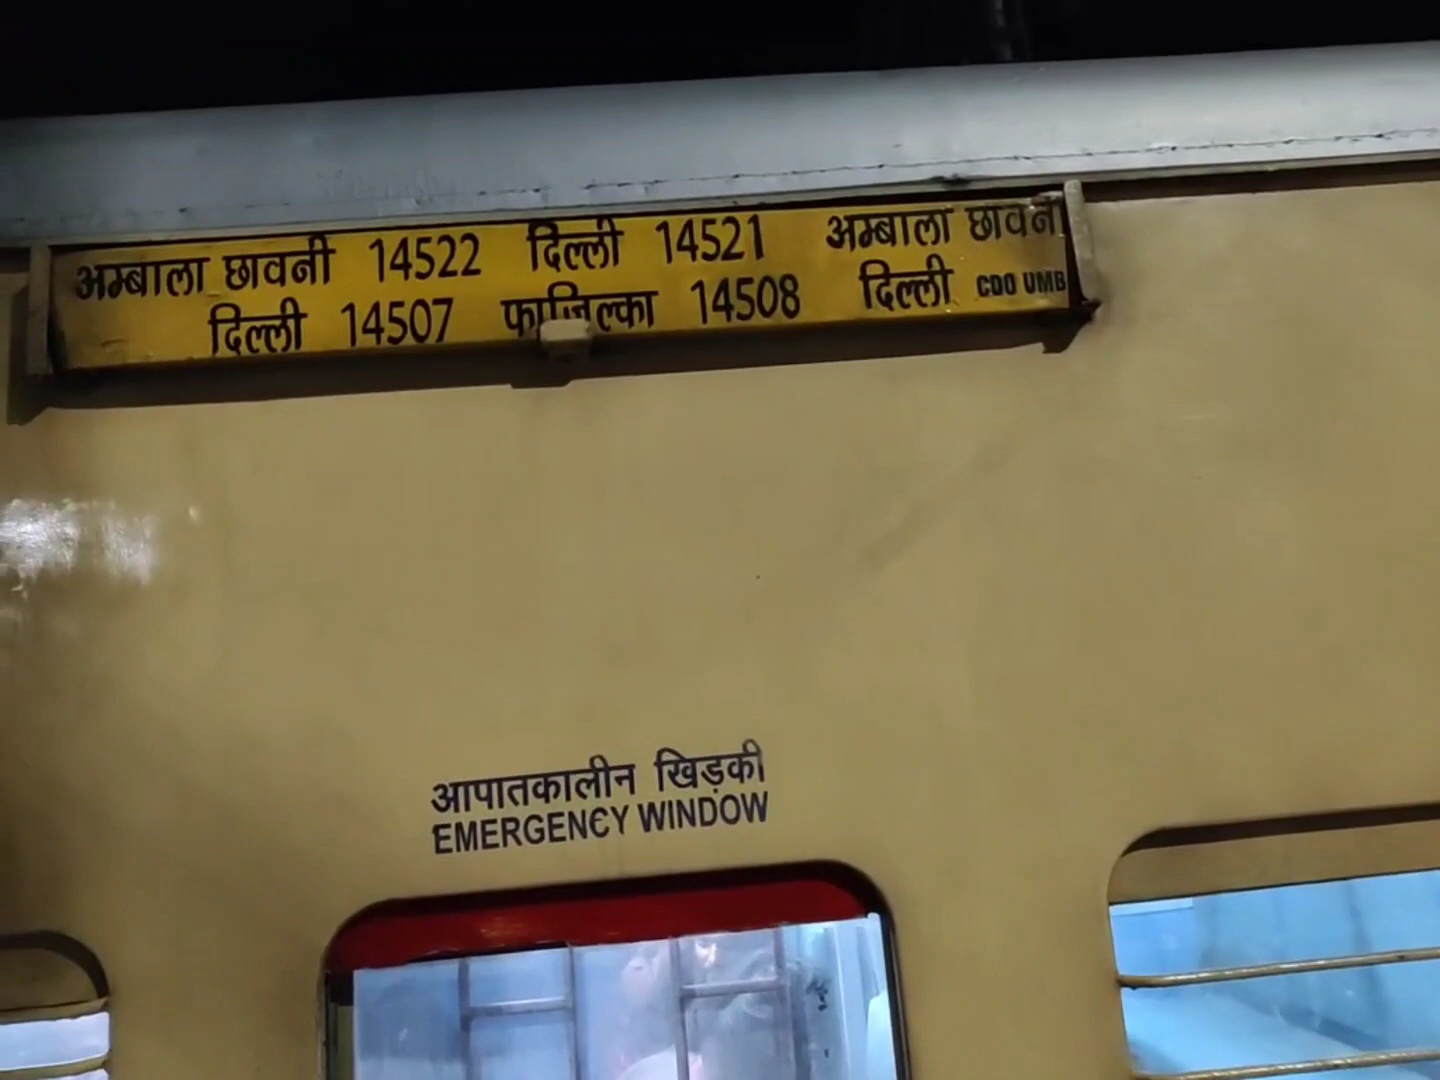 अम्बाला छावनी 14522 दिल्ली 14521 अम्बाला छावनी
दिल्ली 14507 फाजिल्का 14508 दिल्ली CDO UMB
आपातकालीन खिड़की
EMERGENCY WINDOW